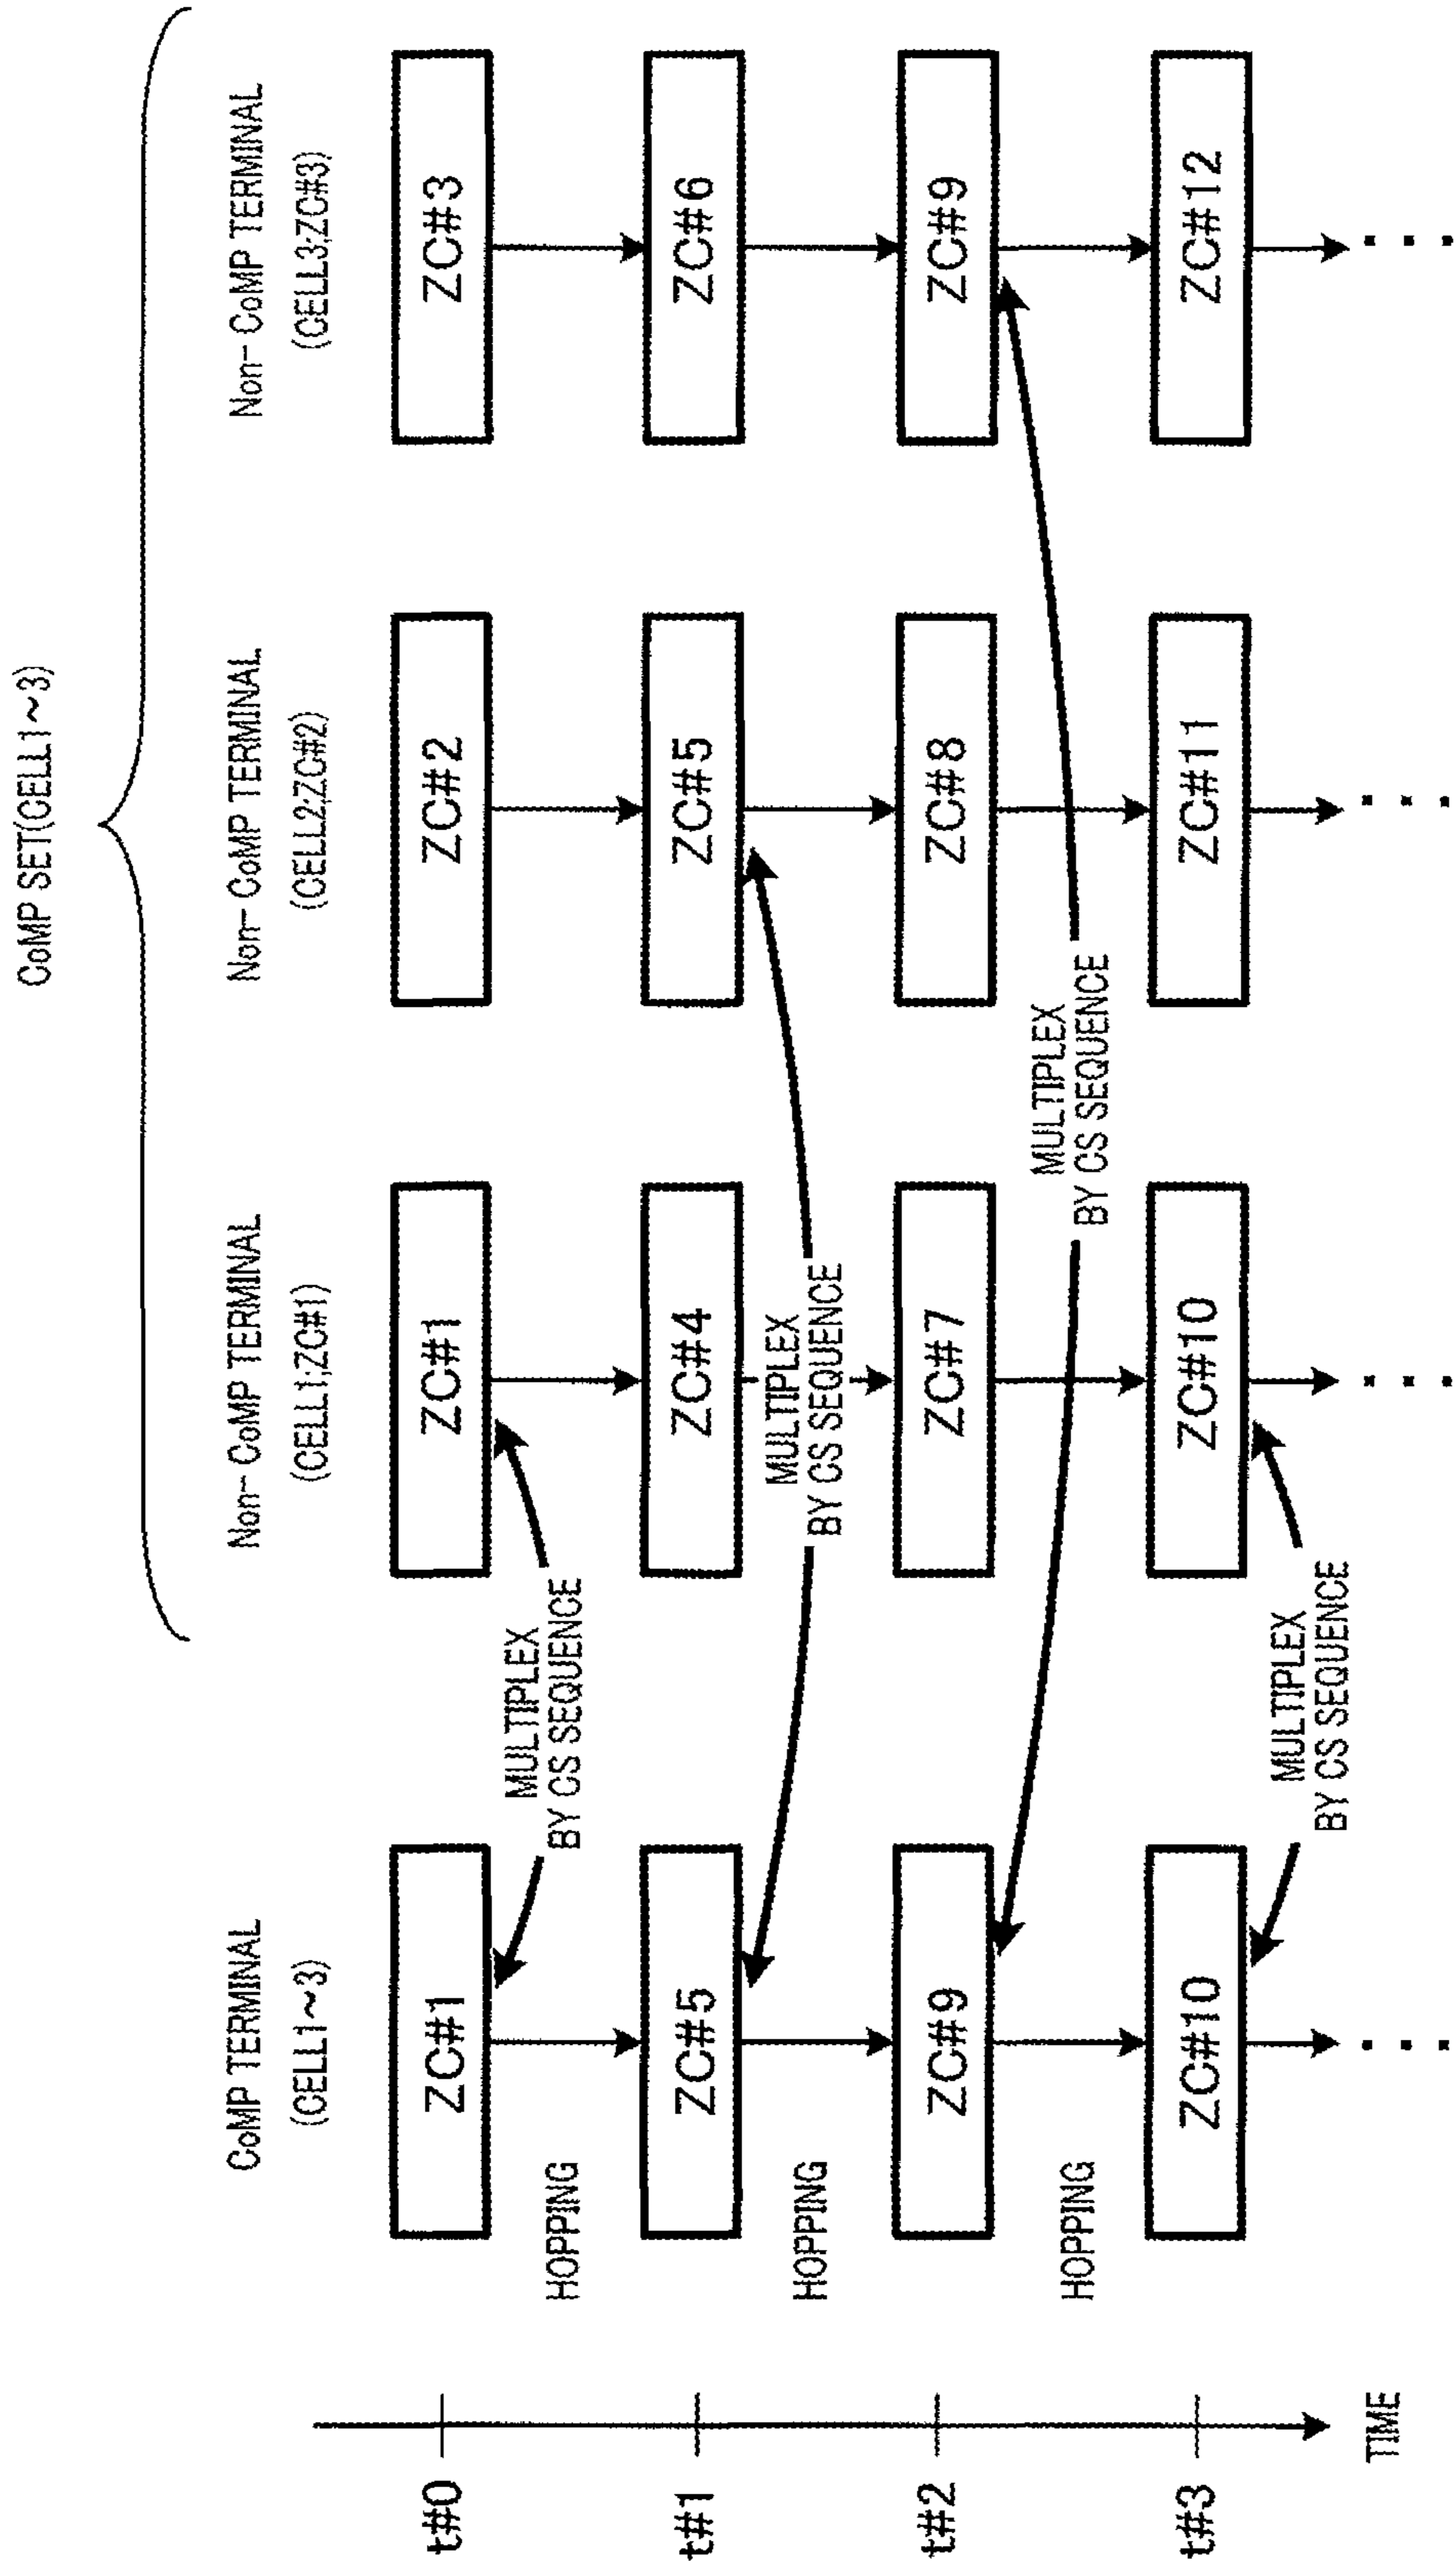 CoMP SET(CELL1~3)
CoMP TERMINAL
(CELL1~3)
Non-CoMP TERMINAL
(CELL1;ZC#1)
Non-CoMP TERMINAL
(CELL2;ZC#2)
Non-CoMP TERMINAL
(CELL3;ZC#3)
t#0
ZC#1
ZC#1
ZC#2
ZC#3
HOPPING
MULTIPLEX
BY CS SEQUENCE
t#1
ZC#5
ZC#4
ZC#5
ZC#6
HOPPING
MULTIPLEX
BY CS SEQUENCE
t#2
ZC#9
ZC#7
ZC#8
ZC#9
HOPPING
MULTIPLEX
BY CS SEQUENCE
t#3
ZC#10
ZC#10
ZC#11
ZC#12
MULTIPLEX
BY CS SEQUENCE
TIME